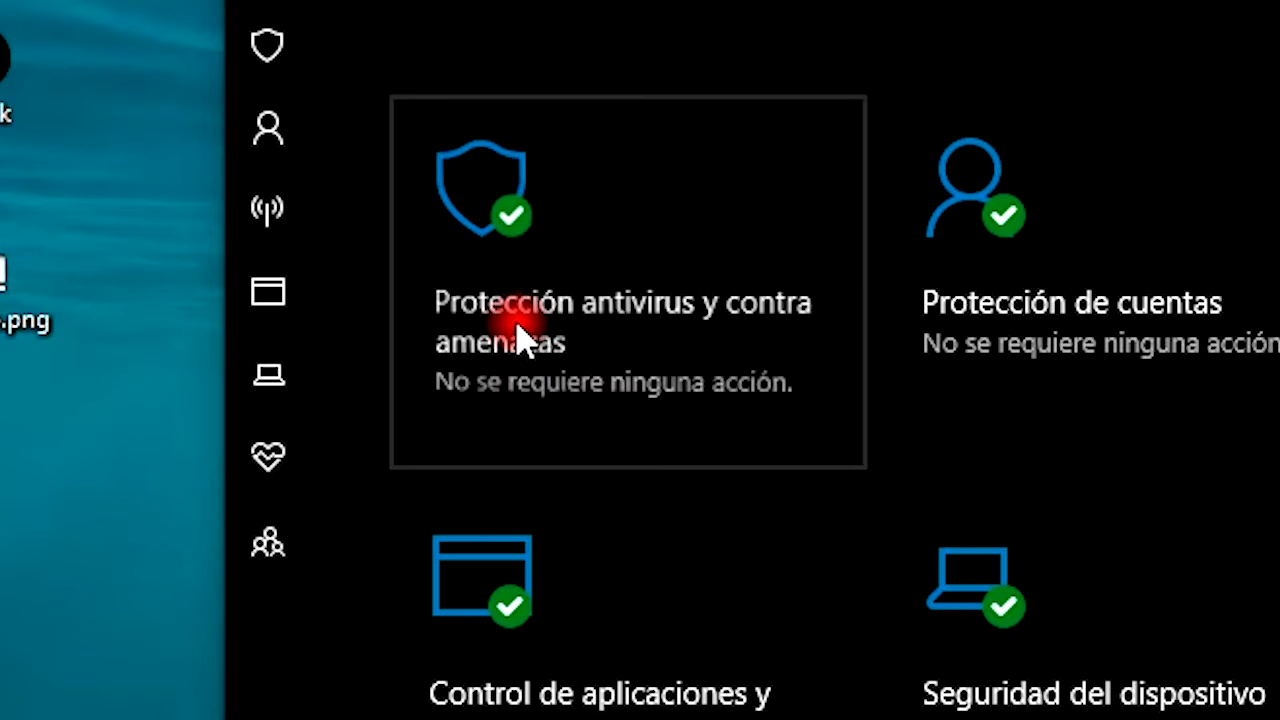 k
.png
Protección antivirus y contra
amenazas
No se requiere ninguna acción.
Protección de cuentas
No se requiere ninguna acción
Control de aplicaciones y
Seguridad del dispositivo